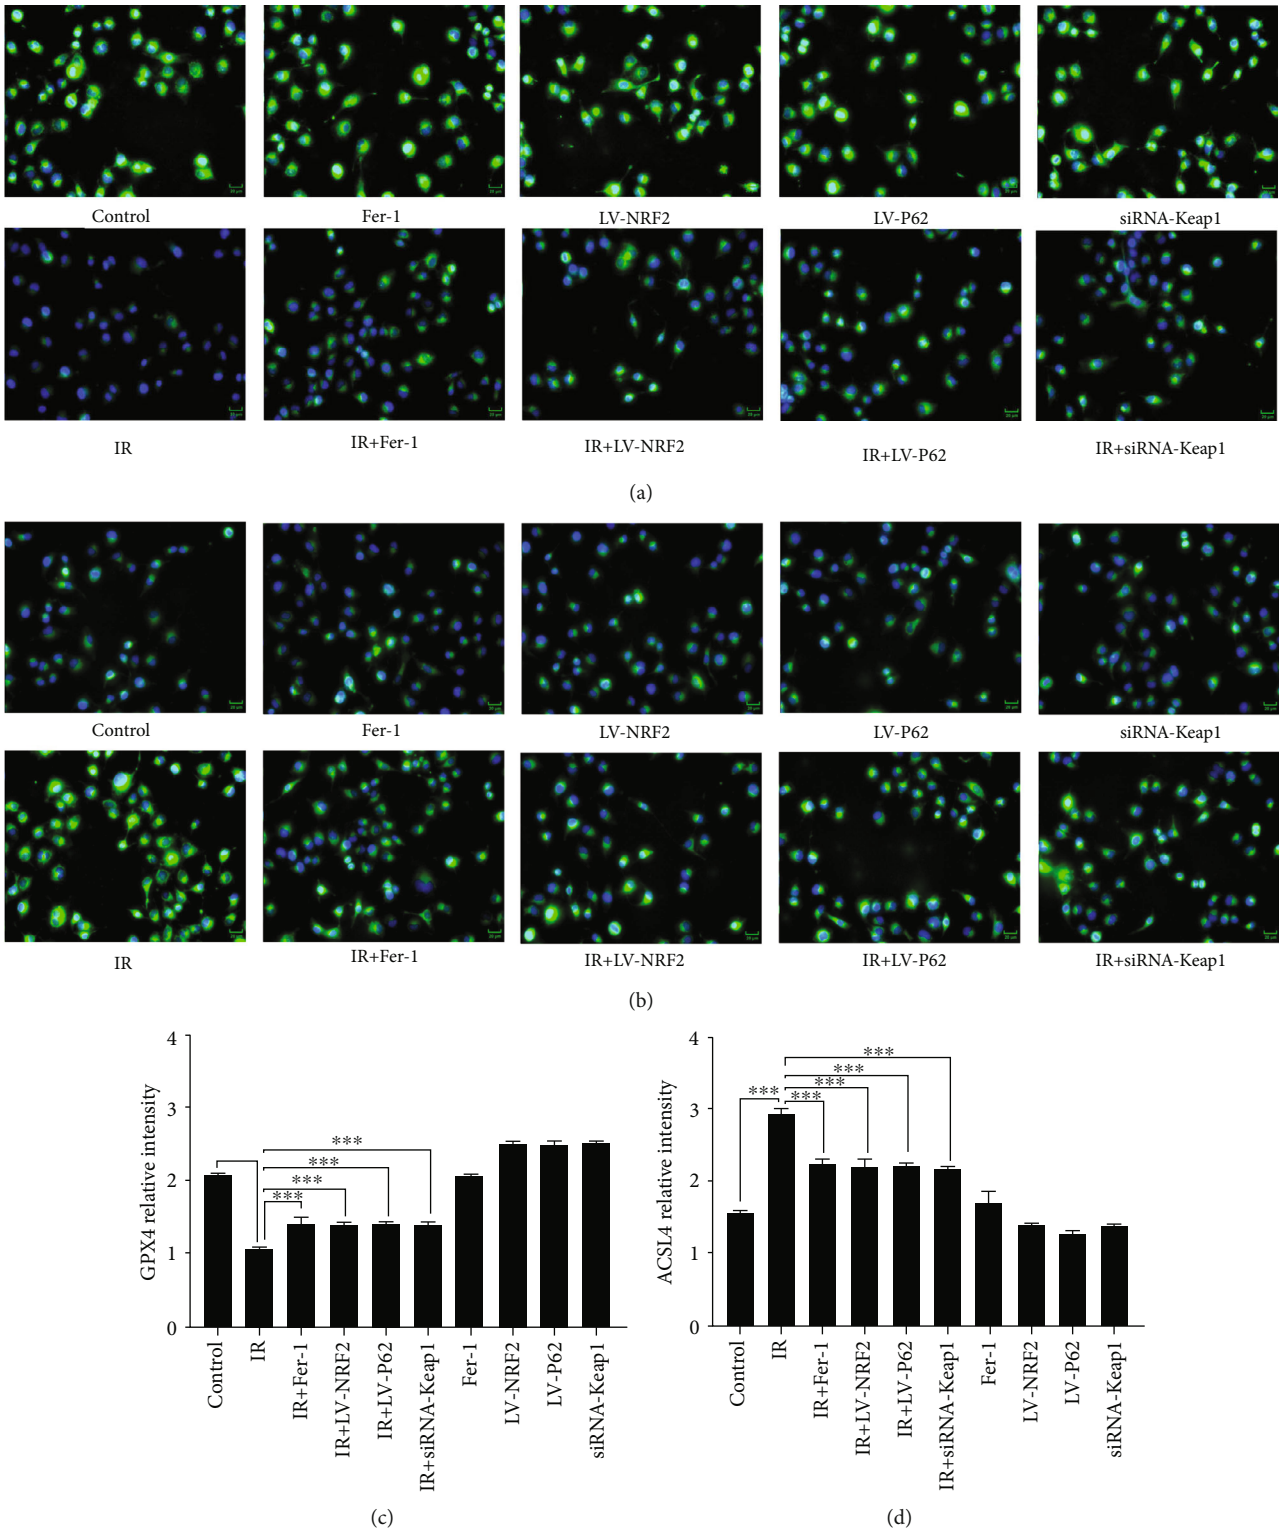 Control Fer-1 LV-NRF2 LV-P62 siRNA-Keap1
IR IR+Fer-1 IR+LV-NRF2 IR+LV-P62 IR+siRNA-Keap1
(a)
Control Fer-1 LV-NRF2 LV-P62 siRNA-Keap1
IR IR+Fer-1 IR+LV-NRF2 IR+LV-P62 IR+siRNA-Keap1
(b)
GPX4 relative intensity
4
3
2
1
0
***
***
***
***
Control
IR
IR+Fer-1
IR+LV-NRF2
IR+LV-P62
IR+siRNA-Keap1
Fer-1
LV-NRF2
LV-P62
siRNA-Keap1
(c)
ACSL4 relative intensity
4
3
2
1
0
***
***
***
***
***
Control
IR
IR+Fer-1
IR+LV-NRF2
IR+LV-P62
IR+siRNA-Keap1
Fer-1
LV-NRF2
LV-P62
siRNA-Keap1
(d)